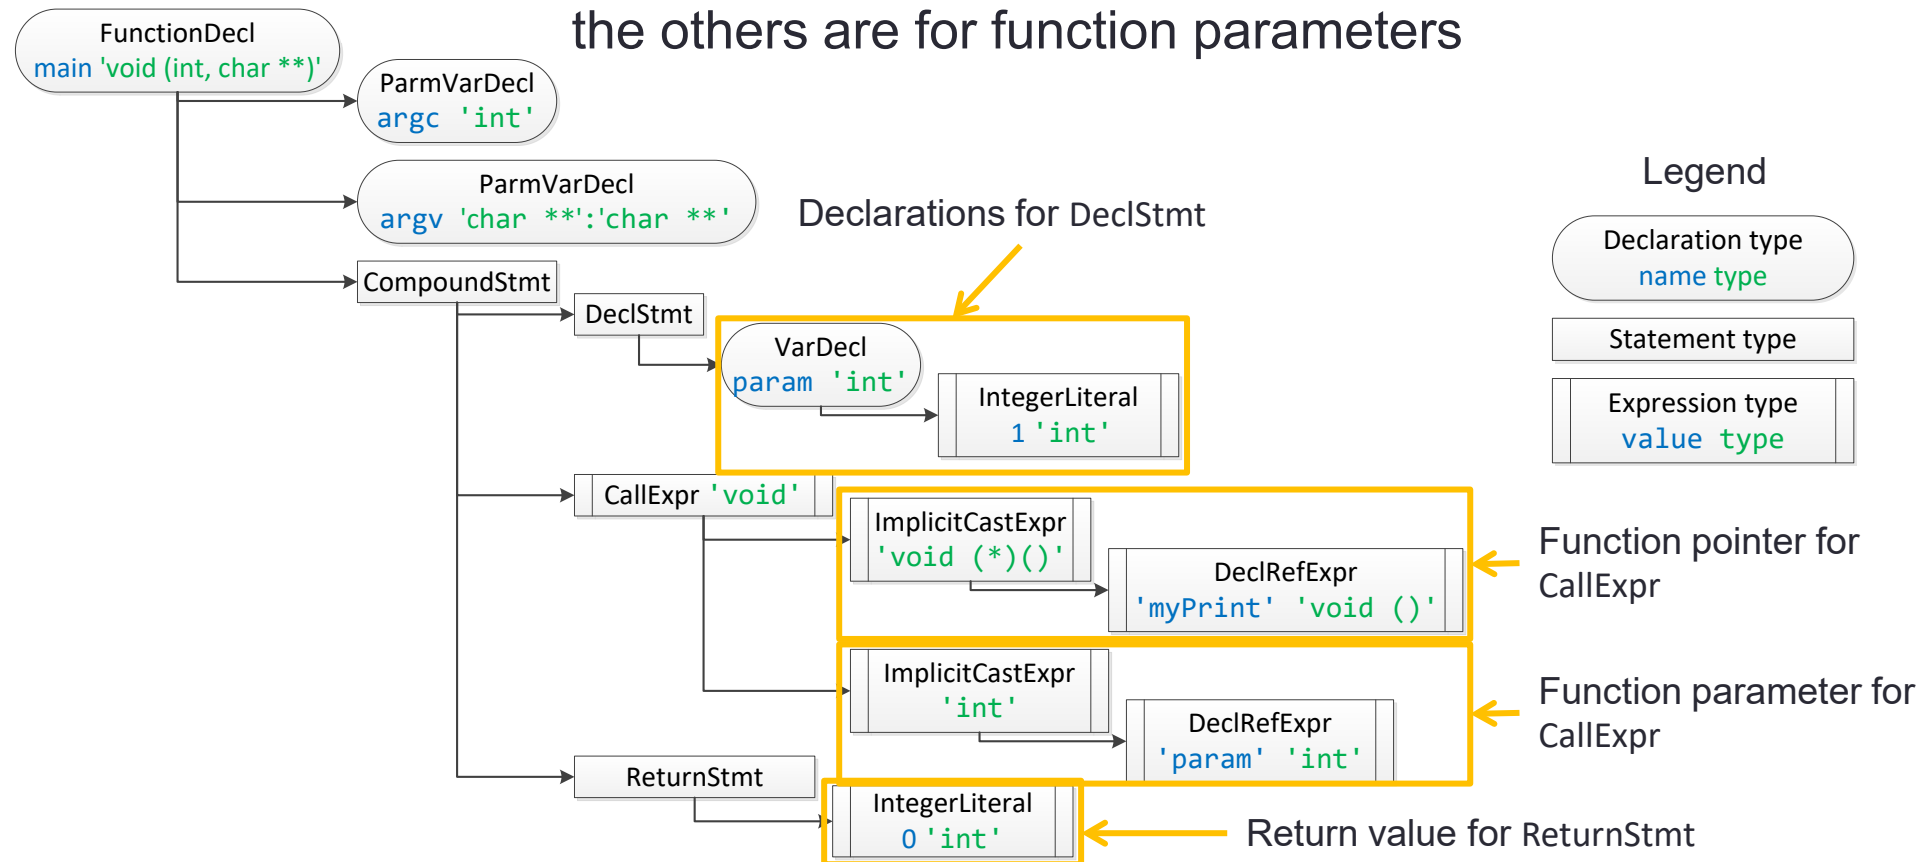 the others are for function parameters
FunctionDecl
main 'void (int, char **)'
ParmVarDecl
argc 'int'
ParmVarDecl
argv 'char **':'char **'
CompoundStmt
Declarations for DeclStmt
DeclStmt
VarDecl
param 'int'
IntegerLiteral
1 'int'
CallExpr 'void'
ImplicitCastExpr
'void (*)()'
DeclRefExpr
'myPrint' 'void ()'
Function pointer for
CallExpr
ImplicitCastExpr
'int'
DeclRefExpr
'param' 'int'
Function parameter for
CallExpr
ReturnStmt
IntegerLiteral
0 'int'
Return value for ReturnStmt
Legend
Declaration type
name type
Statement type
Expression type
value type